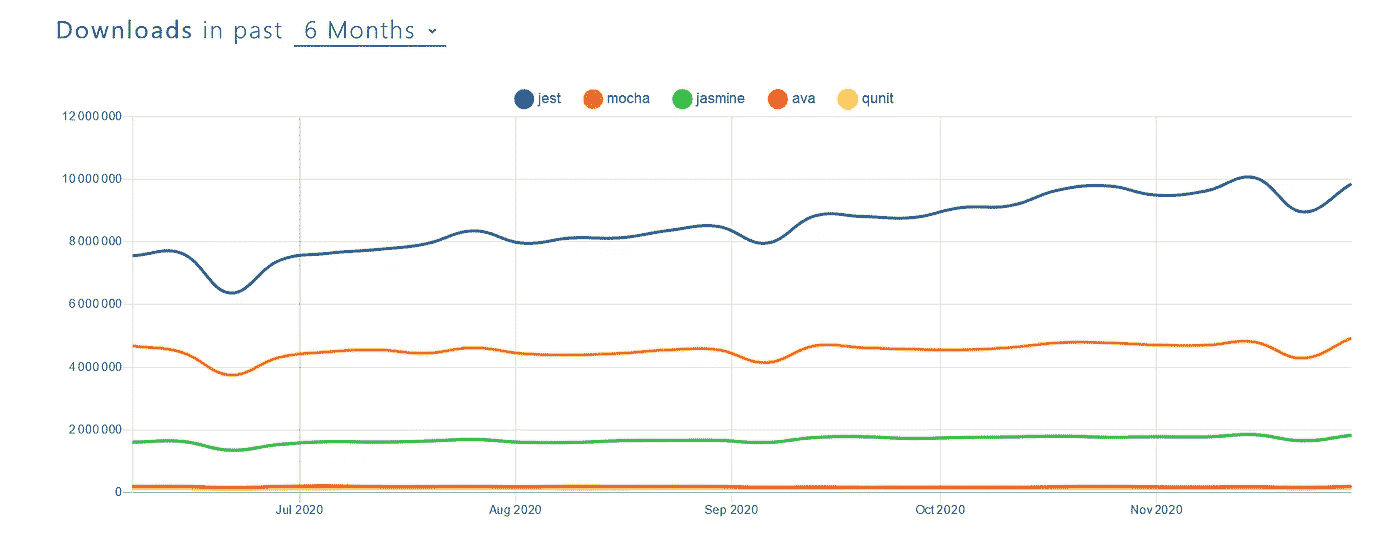 Downloads in past 6 Months
jest mocha jasmine ava qunit
12 000 000
10 000 000
8 000 000
6 000 000
4 000 000
2 000 000
0
Jul 2020 Aug 2020 Sep 2020 Oct 2020 Nov 2020